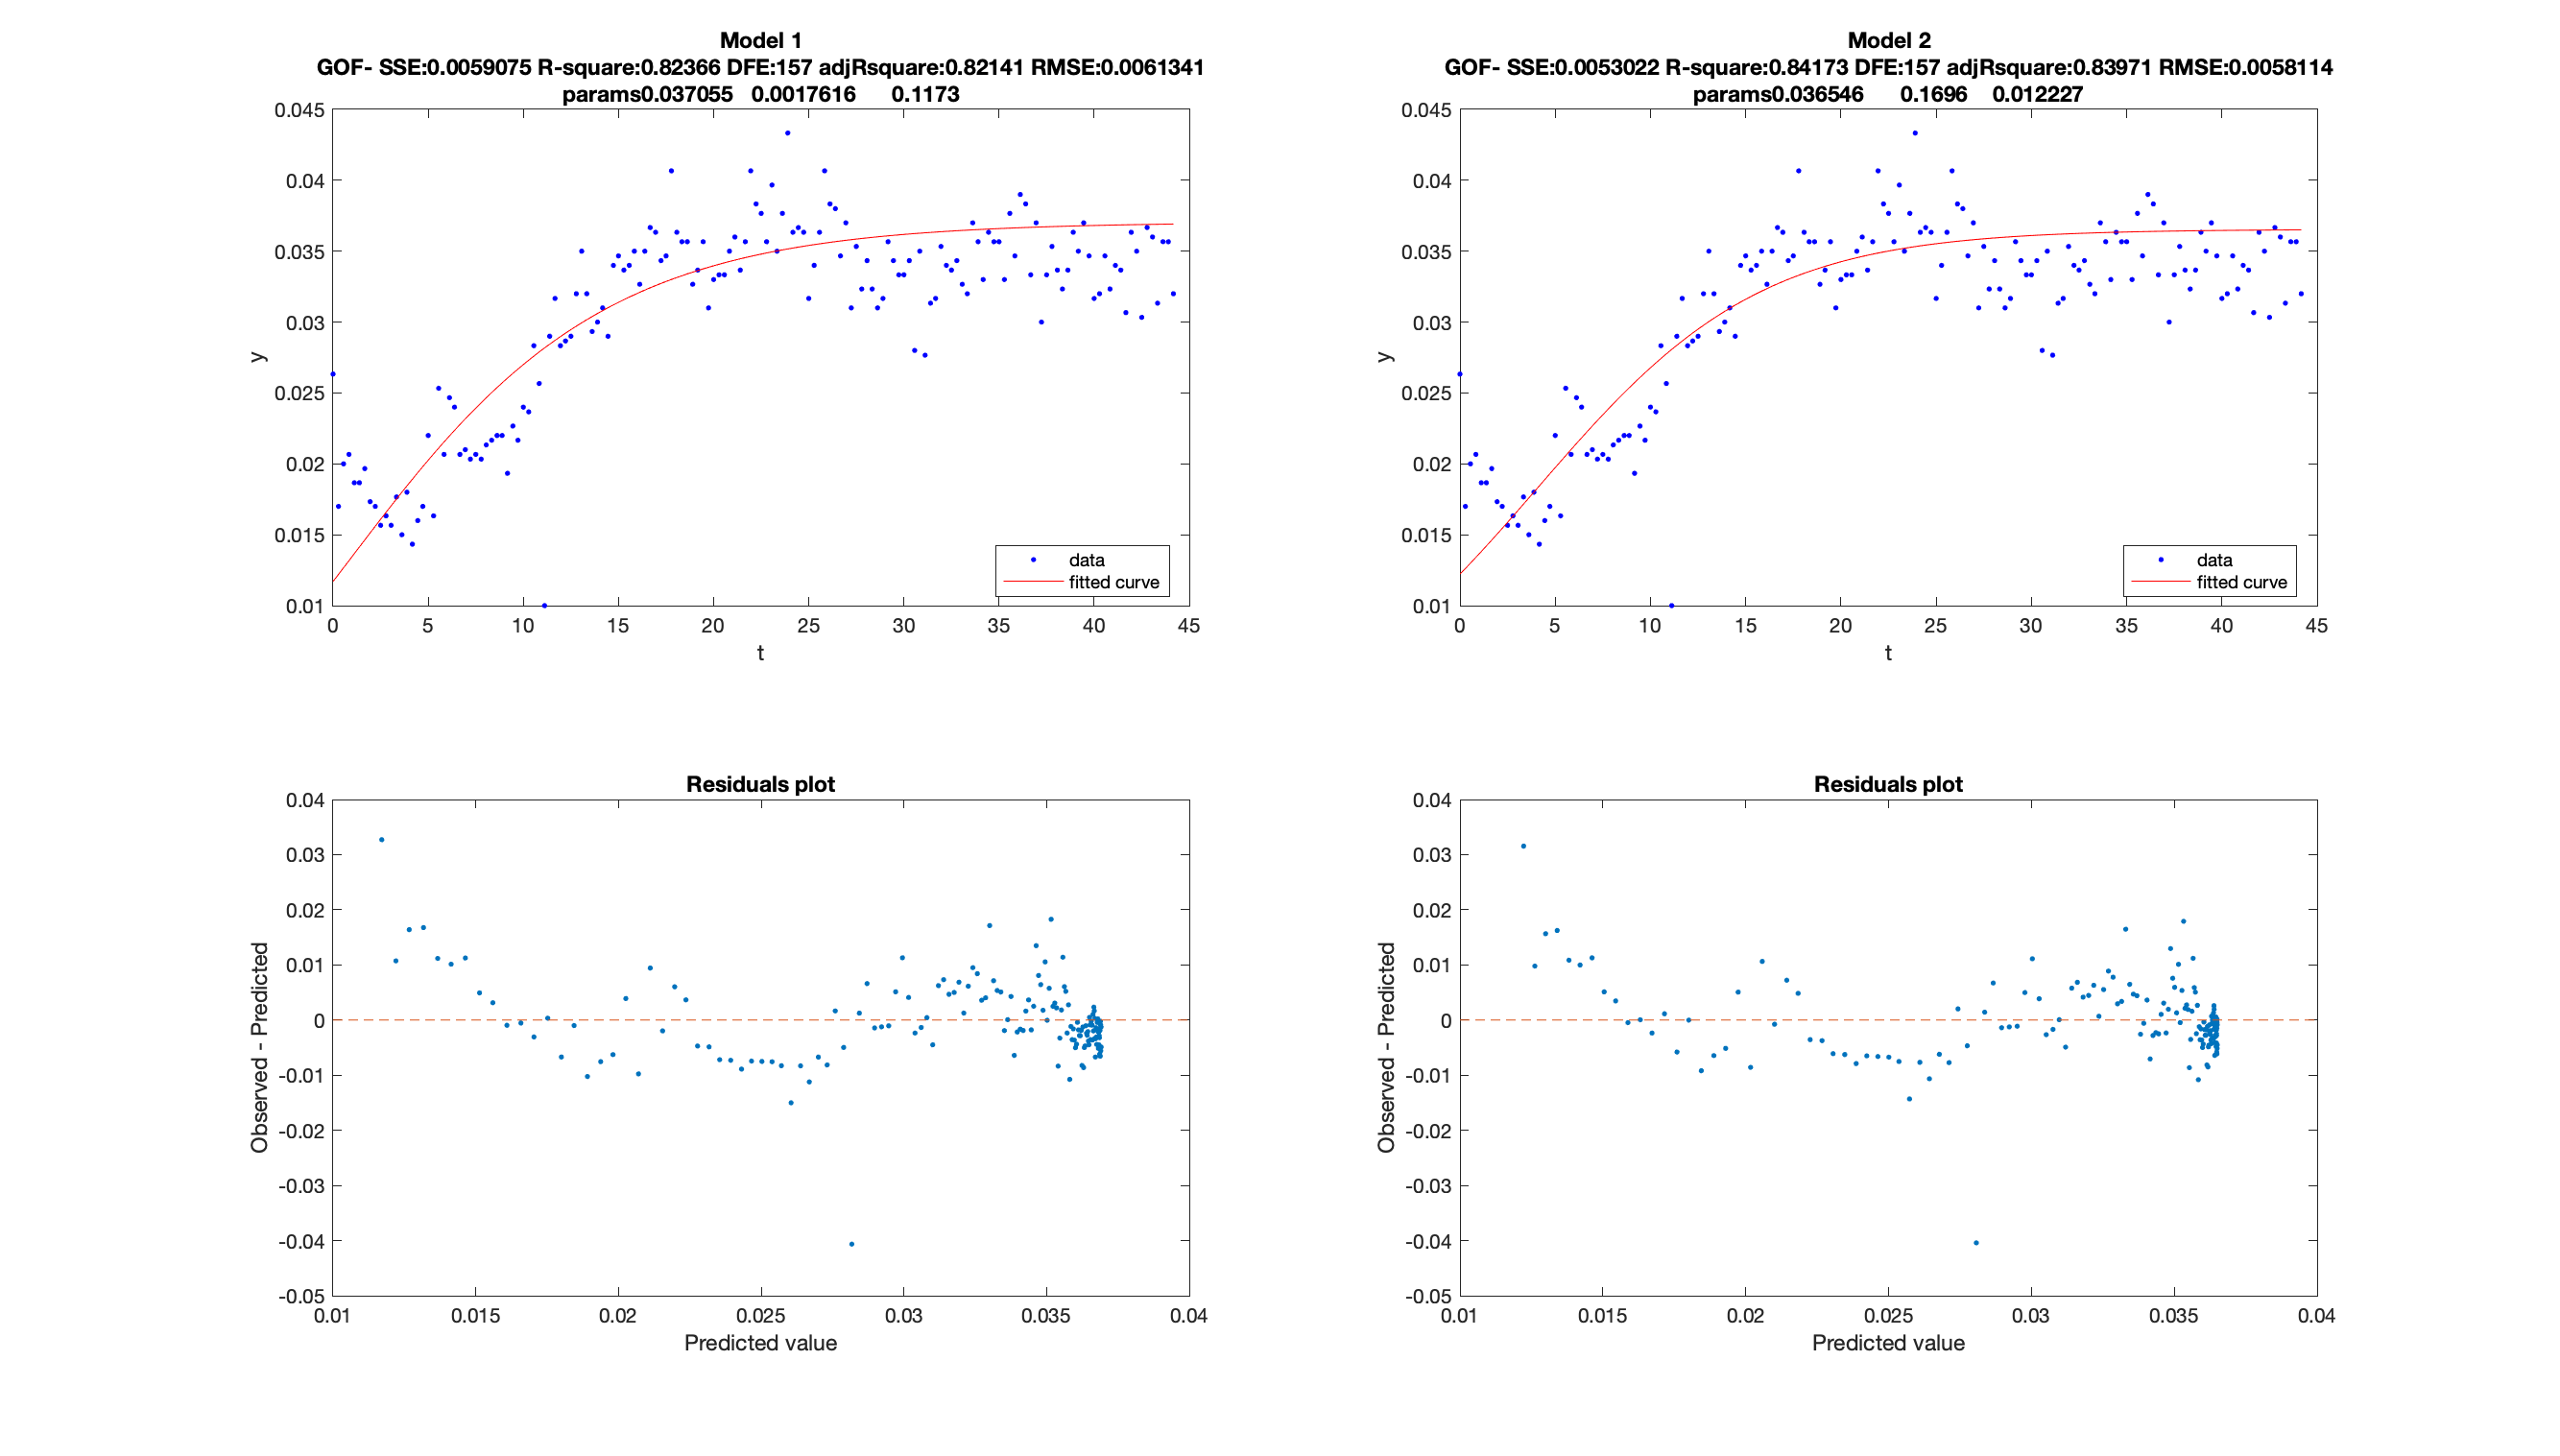 Model 1
GOF- SSE:0.0059075 R-square:0.82366 DFE:157 adjRsquare:0.82141 RMSE:0.0061341
params0.037055 0.0017616 0.1173
0.045
0.04
0.035
0.03
0.025
0.02
0.015
0.01
y
0 5 10 15 20 25 30 35 40 45
t
data
fitted curve
Model 2
GOF- SSE:0.0053022 R-square:0.84173 DFE:157 adjRsquare:0.83971 RMSE:0.0058114
params0.036546 0.1696 0.012227
0.045
0.04
0.035
0.03
0.025
0.02
0.015
0.01
y
0 5 10 15 20 25 30 35 40 45
t
data
fitted curve
Residuals plot
0.04
0.03
0.02
0.01
0
-0.01
-0.02
-0.03
-0.04
-0.05
Observed - Predicted
0.01 0.015 0.02 0.025 0.03 0.035 0.04
Predicted value
Residuals plot
0.04
0.03
0.02
0.01
0
-0.01
-0.02
-0.03
-0.04
-0.05
Observed - Predicted
0.01 0.015 0.02 0.025 0.03 0.035 0.04
Predicted value